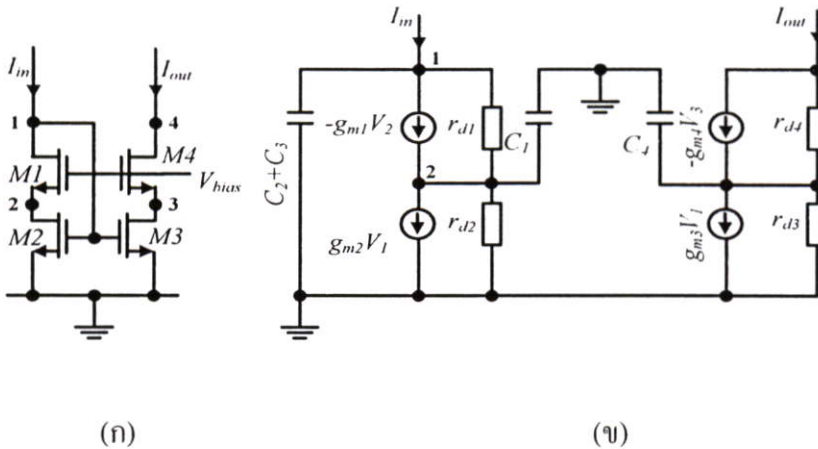 I_in
I_out
1
4
M1
M4
V_bias
2
3
M2
M3
(ก)
I_in
I_out
1
-g_m1V_2
r_d1
C_1
C_2+C_3
2
g_m2V_1
r_d2
C_4
-g_m4V_3
r_d4
g_m3V_1
r_d3
(ข)